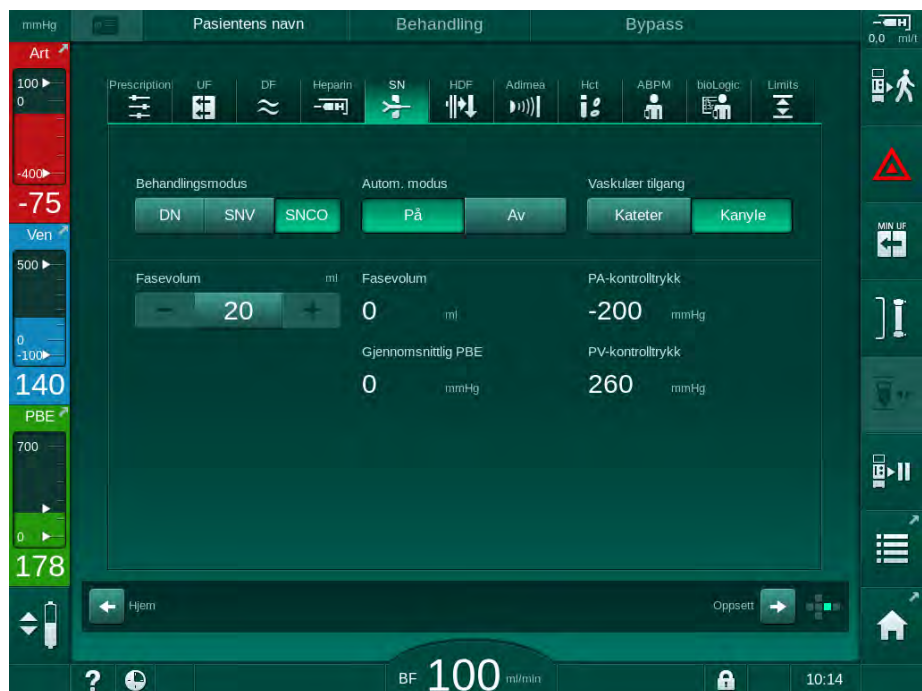 mmHg Pasientens navn Behandling Bypass 0,0 ml/t
Art
100
0
-400
-75
Ven
500
0
-100
140
PBE
700
0
178
Prescription UF DF Heparin SN HDF Adimea Hct ABPM bioLogic Limits
Behandlingsmodus Autom. modus Vaskulær tilgang
DN SNV SNCO På Av Kateter Kanyle
Fasevolum ml Fasevolum PA-kontrolltrykk
20 0 ml -200 mmHg
Gjennomsnittlig PBE PV-kontrolltrykk
0 mmHg 260 mmHg
Hjem Oppsett
MIN UF
? BF 100 ml/min 10:14